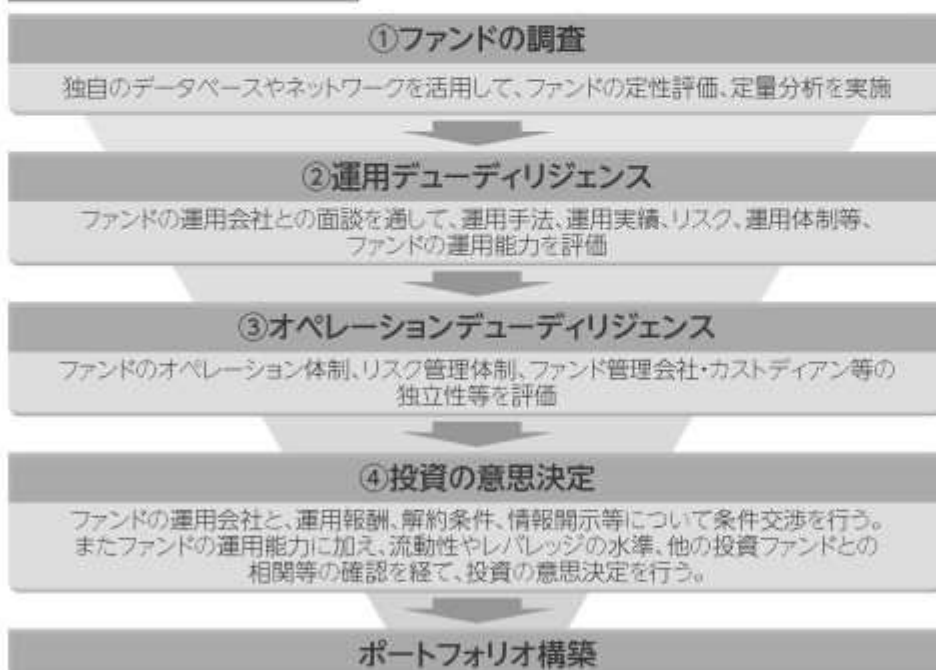 ①ファンドの調査
独自のデータベースやネットワークを活用して、ファンドの定性評価、定量分析を実施
②運用デューディリジェンス
ファンドの運用会社との面談を通して、運用手法、運用実績、リスク、運用体制等、
ファンドの運用能力を評価
③オペレーションデューディリジェンス
ファンドのオペレーション体制、リスク管理体制、ファンド管理会社・カストディアン等の
独立性等を評価
④投資の意思決定
ファンドの運用会社と、運用報酬、解約条件、情報開示等について条件交渉を行う。
またファンドの運用能力に加え、流動性やレバレッジの水準、他の投資ファンドとの
相関等の確認を経て、投資の意思決定を行う。
ポートフォリオ構築